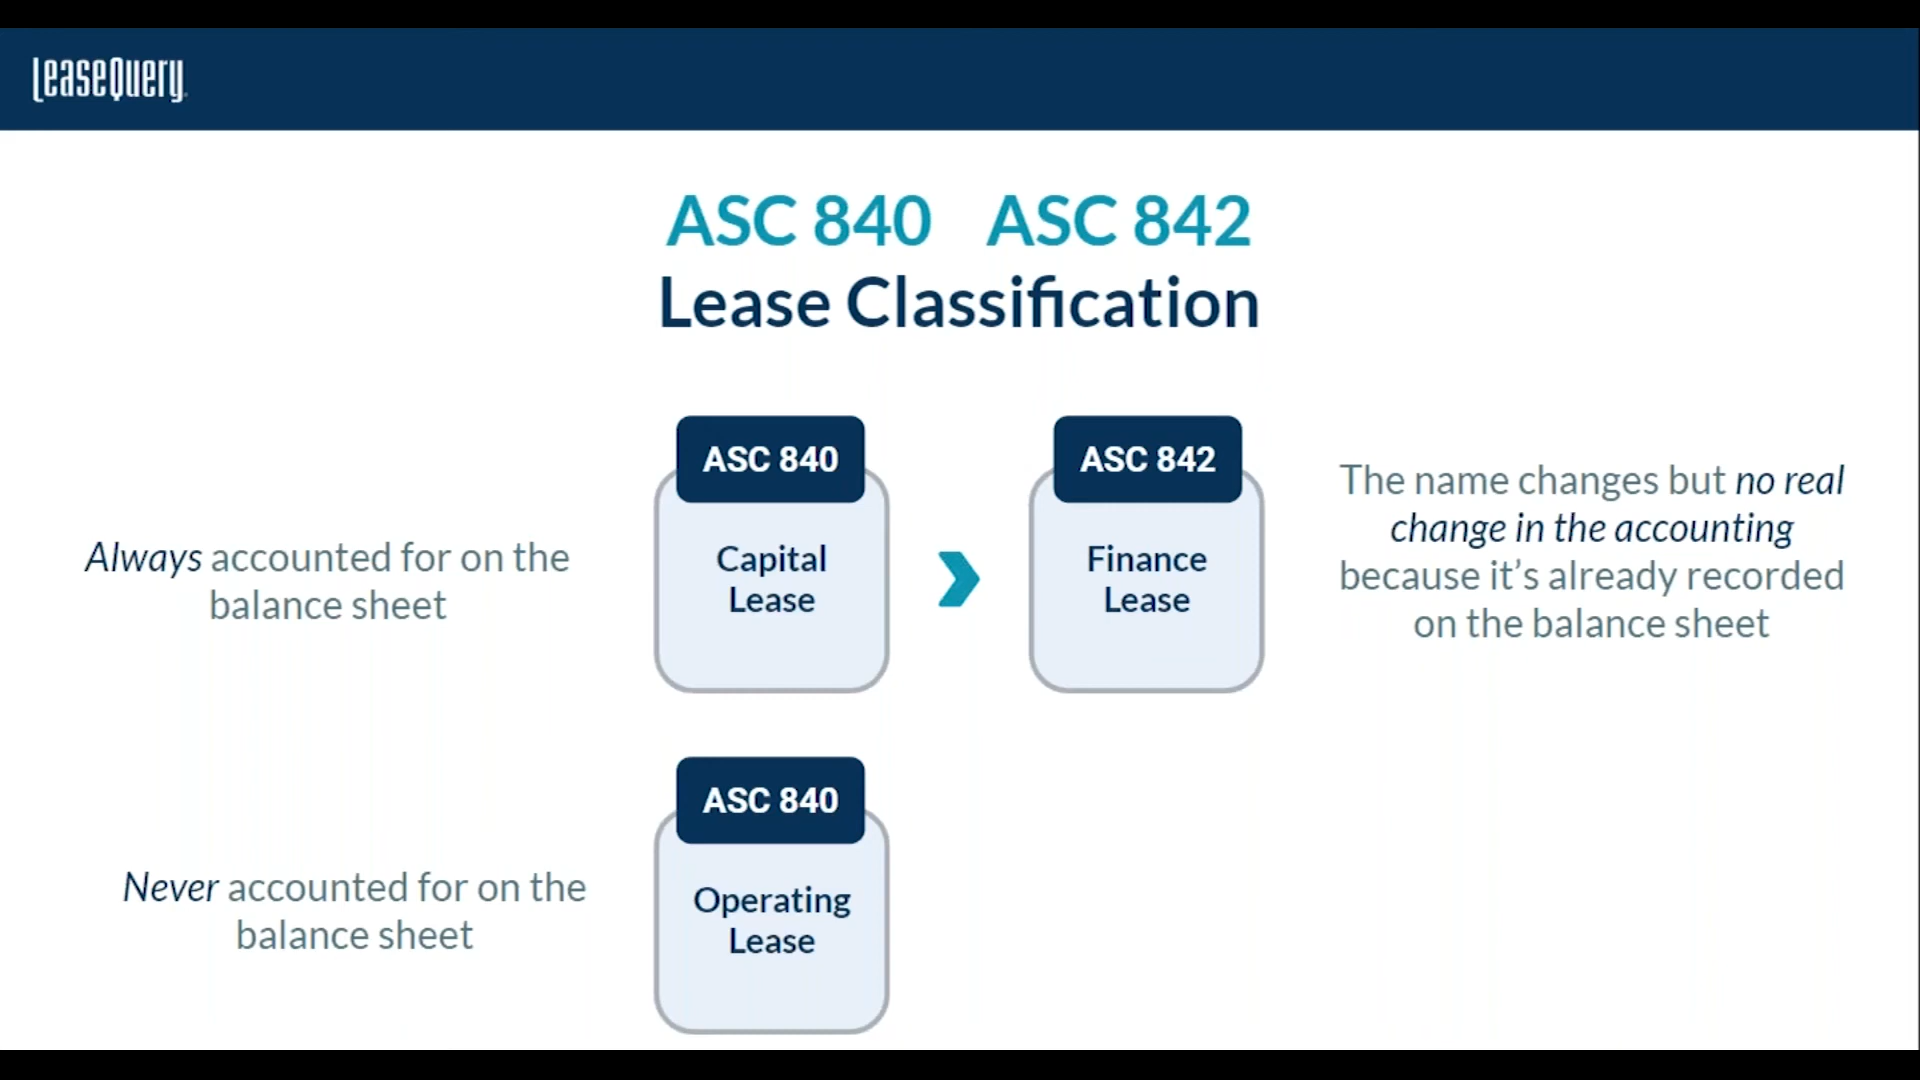 LeaseQuery
ASC 840 ASC 842
Lease Classification
Always accounted for on the
balance sheet
ASC 840
Capital
Lease
ASC 842
Finance
Lease
The name changes but no real
change in the accounting
because it’s already recorded
on the balance sheet
Never accounted for on the
balance sheet
ASC 840
Operating
Lease